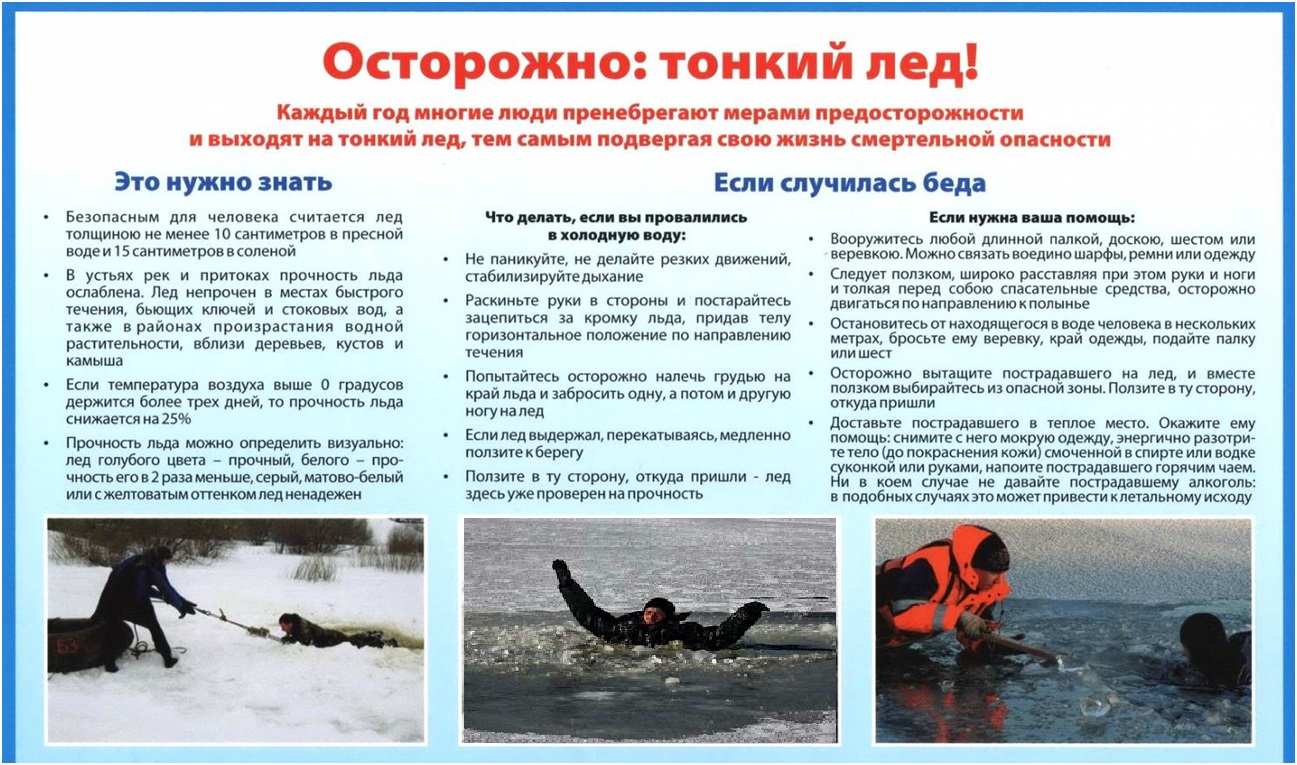 Осторожно: тонкий лед!
Каждый год многие люди пренебрегают мерами предосторожности
и выходят на тонкий лед, тем самым подвергая свою жизнь смертельной опасности
Это нужно знать
• Безопасным для человека считается лед
толщиною не менее 10 сантиметров в пресной
воде и 15 сантиметров в соленой
• В устьях рек и притоках прочность льда
ослаблена. Лед непрочен в местах быстрого
течения, бьющих ключей и стоковых вод, а
также в районах произрастания водной
растительности, вблизи деревьев, кустов и
камыша
• Если температура воздуха выше 0 градусов
держится более трех дней, то прочность льда
снижается на 25%
• Прочность льда можно определить визуально:
лед голубого цвета – прочный, белого – про-
чность его в 2 раза меньше, серый, матово-белый
или с желтоватым оттенком лед ненадежен
Если случилась беда
Что делать, если вы провалились
в холодную воду:
• Не паникуйте, не делайте резких движений,
стабилизируйте дыхание
• Раскиньте руки в стороны и постарайтесь
зацепиться за кромку льда, придав телу
горизонтальное положение по направлению
течения
• Попытайтесь осторожно налечь грудью на
край льда и забросить одну, а потом и другую
ногу на лед
• Если лед выдержал, перекатываясь, медленно
ползите к берегу
• Ползите в ту сторону, откуда пришли - лед
здесь уже проверен на прочность
Если нужна ваша помощь:
• Вооружитесь любой длинной палкой, доскою, шестом или
веревкою. Можно связать воедино шарфы, ремни или одежду
• Следует ползком, широко расставляя при этом руки и ноги
и толкая перед собою спасательные средства, осторожно
двигаться по направлению к полынье
• Остановитесь от находящегося в воде человека в нескольких
метрах, бросьте ему веревку, край одежды, подайте палку
или шест
• Осторожно вытащите пострадавшего на лед, и вместе
ползком выбирайтесь из опасной зоны. Ползите в ту сторону,
откуда пришли
• Доставьте пострадавшего в теплое место. Окажите ему
помощь: снимите с него мокрую одежду, энергично разотри-
те тело (до покраснения кожи) смоченной в спирте или водке
суконкой или руками, напоите пострадавшего горячим чаем.
Ни в коем случае не давайте пострадавшему алкоголь:
в подобных случаях это может привести к летальному исходу